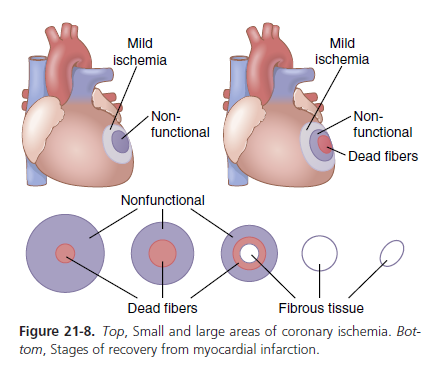 Mild
ischemia
Non-
functional
Mild
ischemia
Non-
functional
Dead fibers
Nonfunctional
Dead fibers
Fibrous tissue
Figure 21-8. Top, Small and large areas of coronary ischemia. Bot-
tom, Stages of recovery from myocardial infarction.